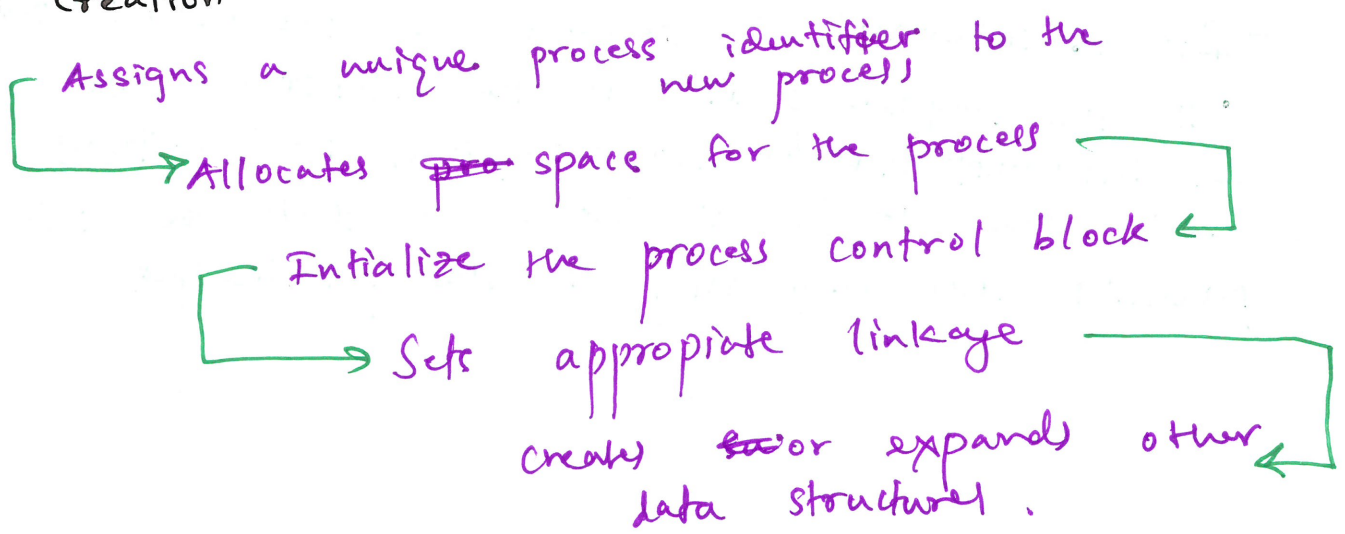 creation
Assigns a unique process identifier to the
new process
Allocates space for the process
Intialize the process control block
Sets appropiate linkage
creates or expands other
data structures.